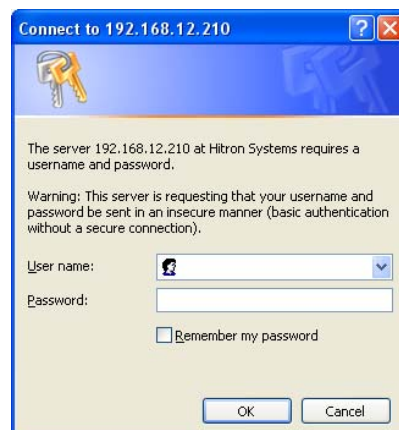 Connect to 192.168.12.210
The server 192.168.12.210 at Hitron Systems requires a
username and password.
Warning: This server is requesting that your username and
password be sent in an insecure manner (basic authentication
without a secure connection).
User name:
Password:
Remember my password
OK
Cancel